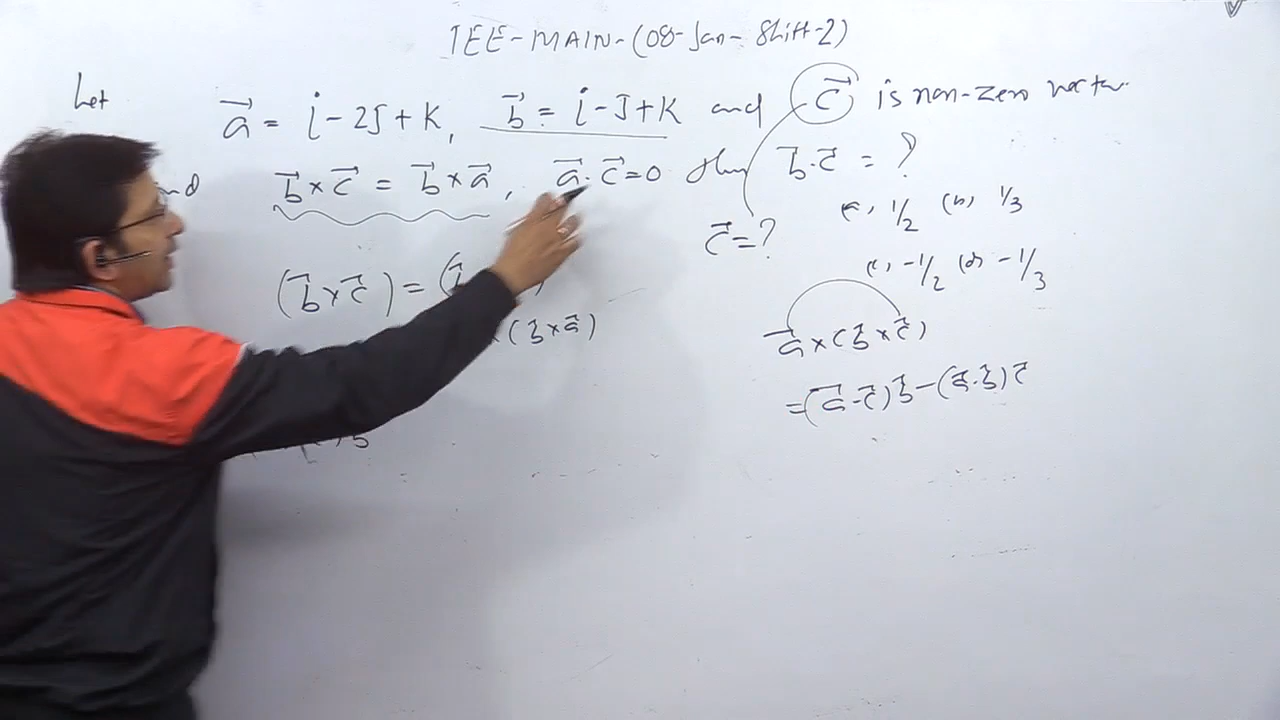 JEE-MAIN-(08-Jan-Shift-2)
Let a⃗ = i - 2J + K, b⃗ = i - J + K and c⃗ is non-zero vector.
b⃗ × c⃗ = b⃗ × a⃗, a⃗ · c⃗ = 0 then b⃗ · c⃗ = ?
(a) 1/2 (b) 1/3
c⃗ = ?
(c) -1/2 (d) -1/3
(b⃗ × c⃗) = (
× (b⃗ × a⃗)
a⃗ × (b⃗ × c⃗)
= (a⃗ · c⃗) b⃗ - (a⃗ · b⃗) c⃗